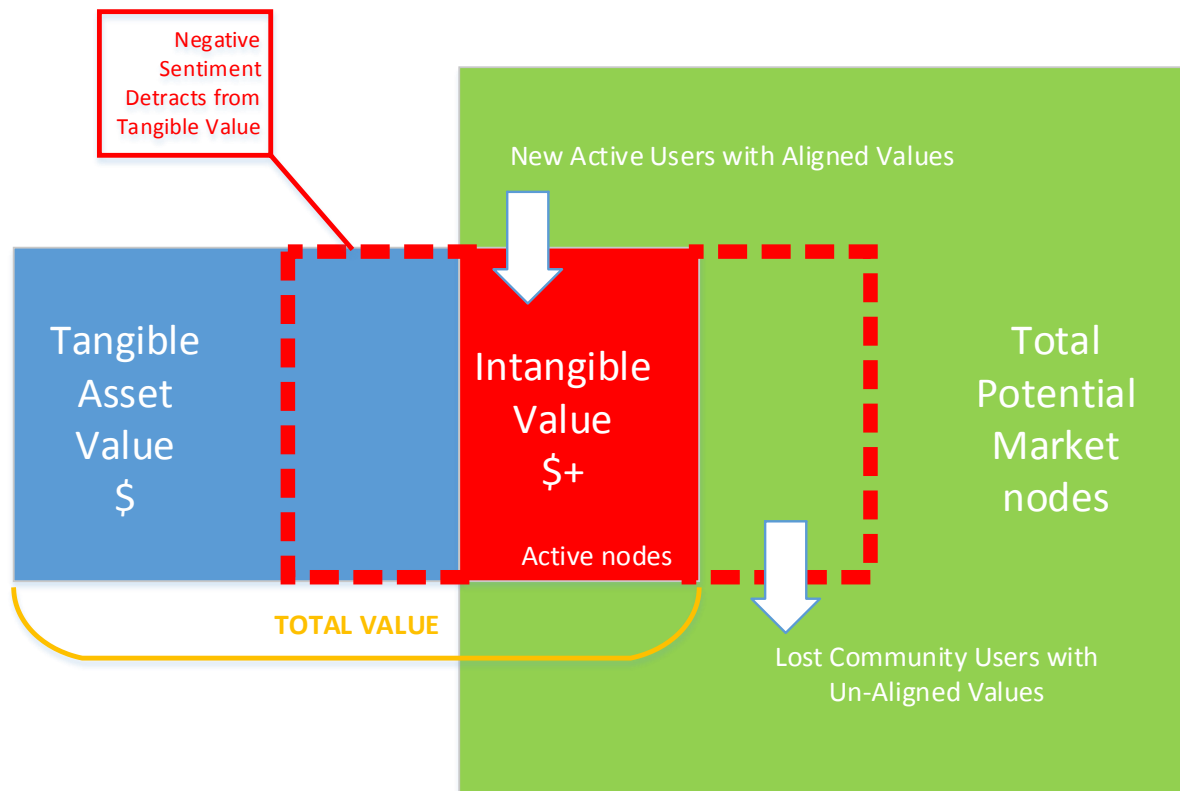 Negative
Sentiment
Detracts from
Tangible Value
New Active Users with Aligned Values
Tangible
Asset
Value
$
Intangible
Value
$+
Active nodes
Total
Potential
Market
nodes
TOTAL VALUE
Lost Community Users with
Un-Aligned Values